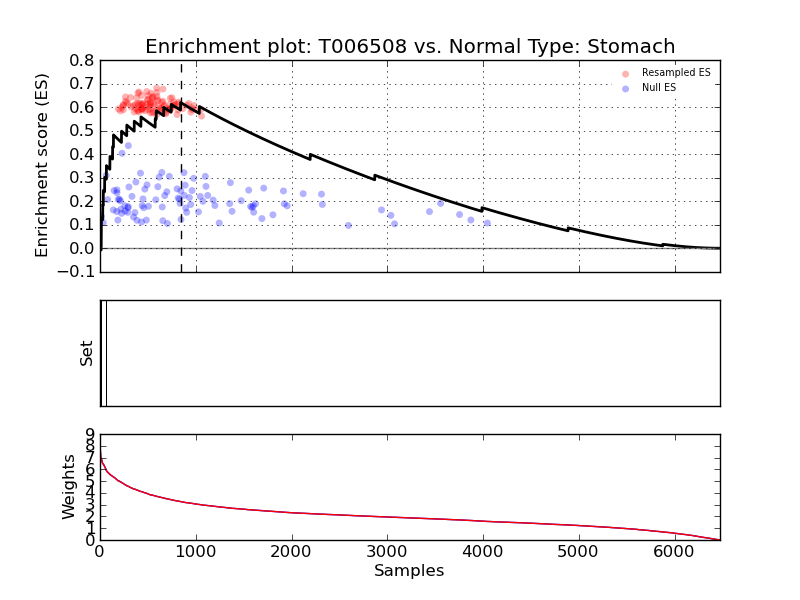 Enrichment plot: T006508 vs. Normal Type: Stomach
Enrichment score (ES)
0.8
0.7
0.6
0.5
0.4
0.3
0.2
0.1
0.0
−0.1
Resampled ES
Null ES
Set
Weights
9
8
7
6
5
4
3
2
1
0
0 1000 2000 3000 4000 5000 6000
Samples